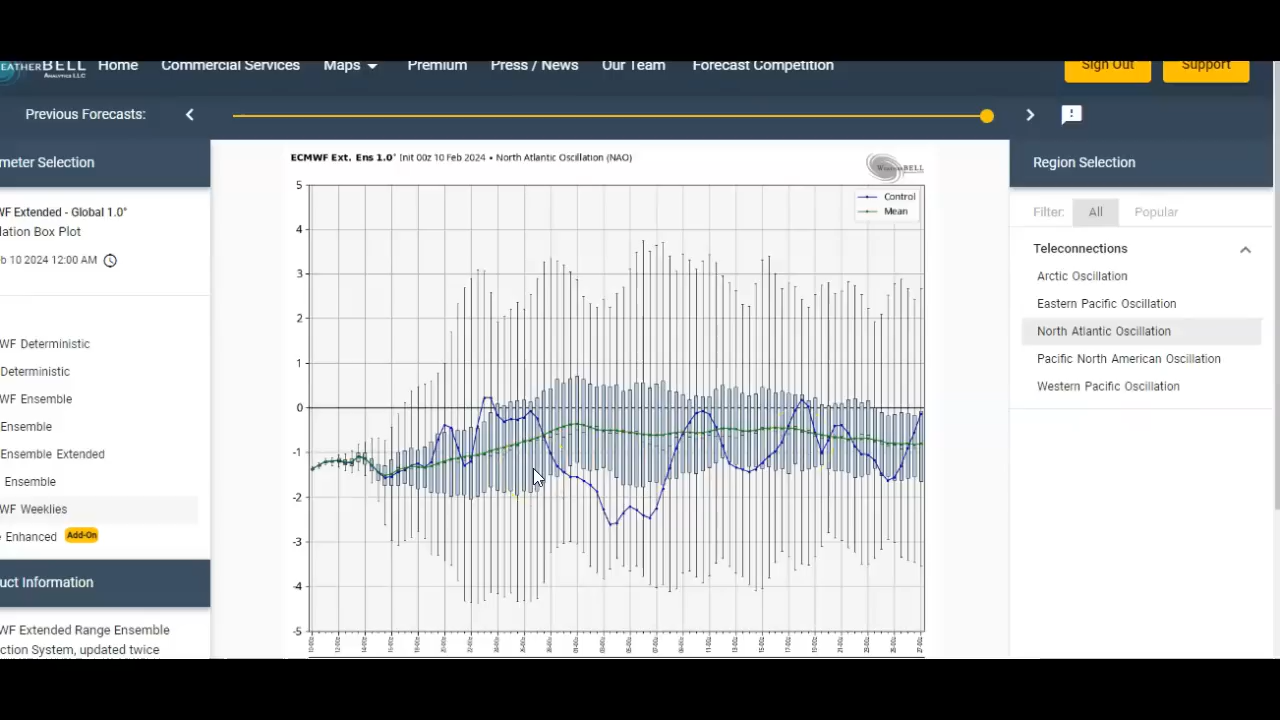 EATHERBELL
Analytics LLC
Home
Commercial Services
Maps
Premium
Press / News
Our Team
Forecast Competition
Sign Out
Support
Previous Forecasts:
meter Selection
WF Extended - Global 1.0°
lation Box Plot
b 10 2024 12:00 AM
WF Deterministic
Deterministic
WF Ensemble
Ensemble
Ensemble Extended
Ensemble
WF Weeklies
Enhanced Add-On
uct Information
WF Extended Range Ensemble
ction System, updated twice
ECMWF Ext. Ens 1.0° Init 00z 10 Feb 2024 • North Atlantic Oscillation (NAO)
WeatherBELL
Control
Mean
5
4
3
2
1
0
-1
-2
-3
-4
-5
Region Selection
Filter: All Popular
Teleconnections
Arctic Oscillation
Eastern Pacific Oscillation
North Atlantic Oscillation
Pacific North American Oscillation
Western Pacific Oscillation